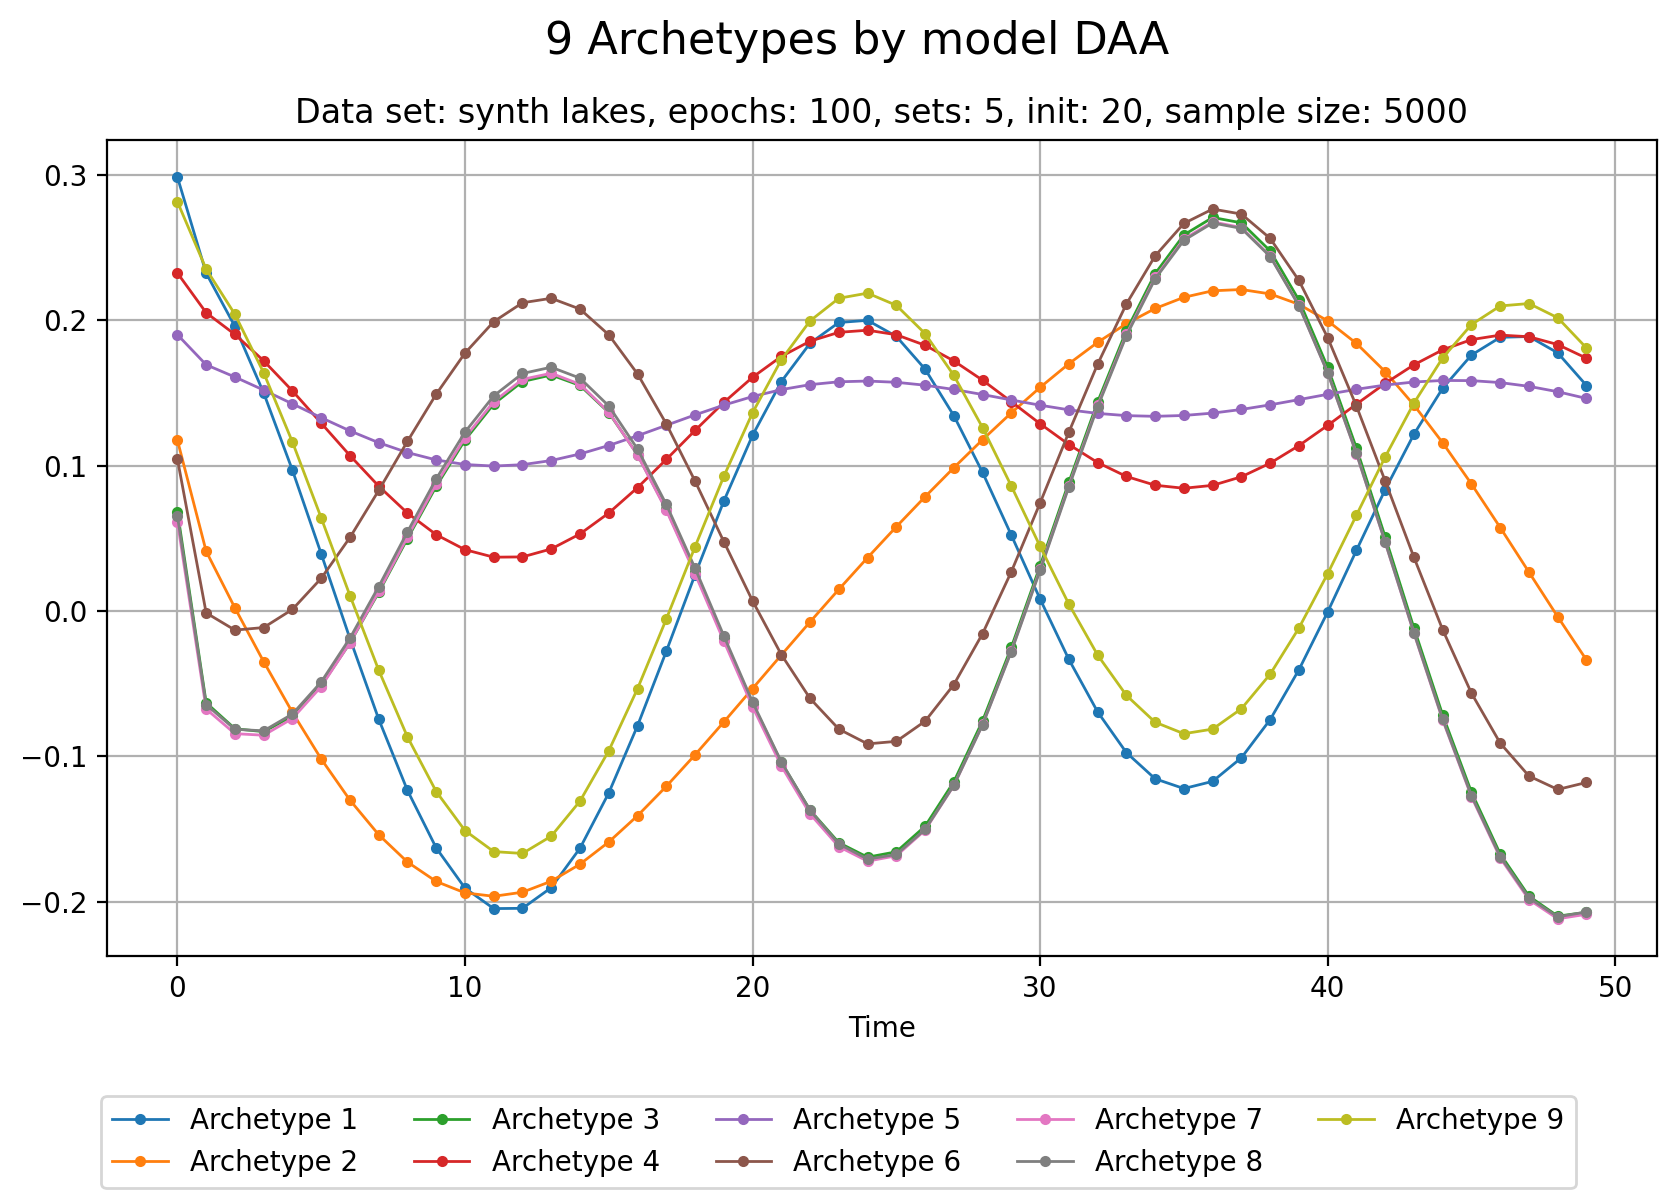 9 Archetypes by model DAA
Data set: synth lakes, epochs: 100, sets: 5, init: 20, sample size: 5000
0.3
0.2
0.1
0.0
−0.1
−0.2
0 10 20 30 40 50
Time
Archetype 1 Archetype 3 Archetype 5 Archetype 7 Archetype 9
Archetype 2 Archetype 4 Archetype 6 Archetype 8